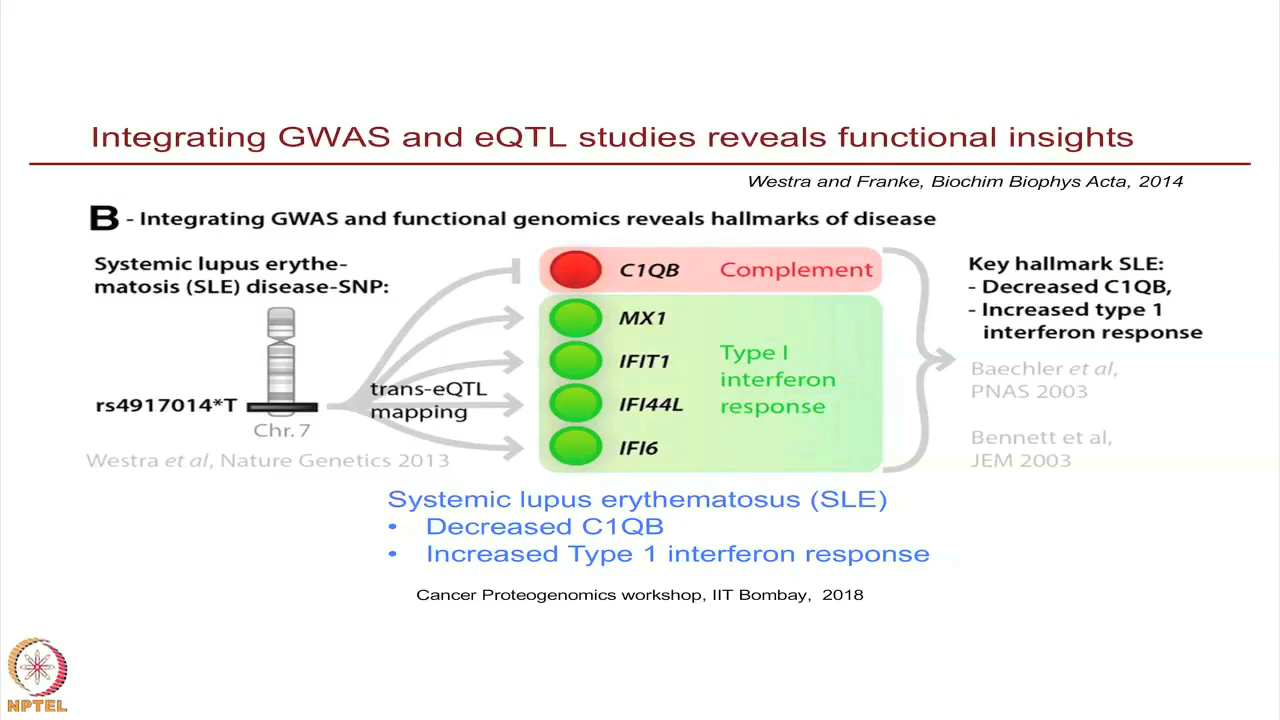 Integrating GWAS and eQTL studies reveals functional insights
Westra and Franke, Biochim Biophys Acta, 2014
B - Integrating GWAS and functional genomics reveals hallmarks of disease
Systemic lupus erythe-
matosis (SLE) disease-SNP:
rs4917014*T
Chr. 7
Westra et al, Nature Genetics 2013
trans-eQTL
mapping
C1QB Complement
MX1
IFIT1
IFI44L
IFI6
Type I
interferon
response
Key hallmark SLE:
- Decreased C1QB,
- Increased type 1
interferon response
Baechler et al,
PNAS 2003
Bennett et al,
JEM 2003
Systemic lupus erythematosus (SLE)
• Decreased C1QB
• Increased Type 1 interferon response
Cancer Proteogenomics workshop, IIT Bombay, 2018
NPTEL